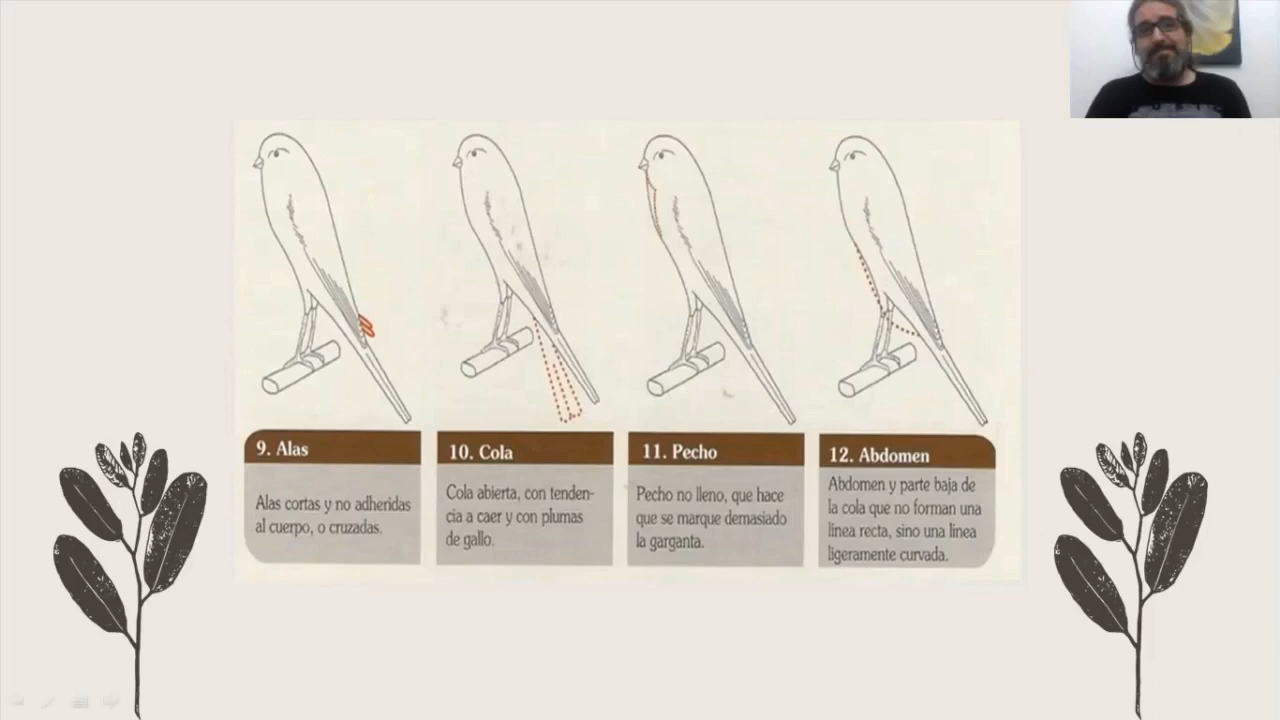 9. Alas
Alas cortas y no adheridas
al cuerpo, o cruzadas.
10. Cola
Cola abierta, con tenden-
cia a caer y con plumas
de gallo.
11. Pecho
Pecho no lleno, que hace
que se marque demasiado
la garganta.
12. Abdomen
Abdomen y parte baja de
la cola que no forman una
línea recta, sino una línea
ligeramente curvada.